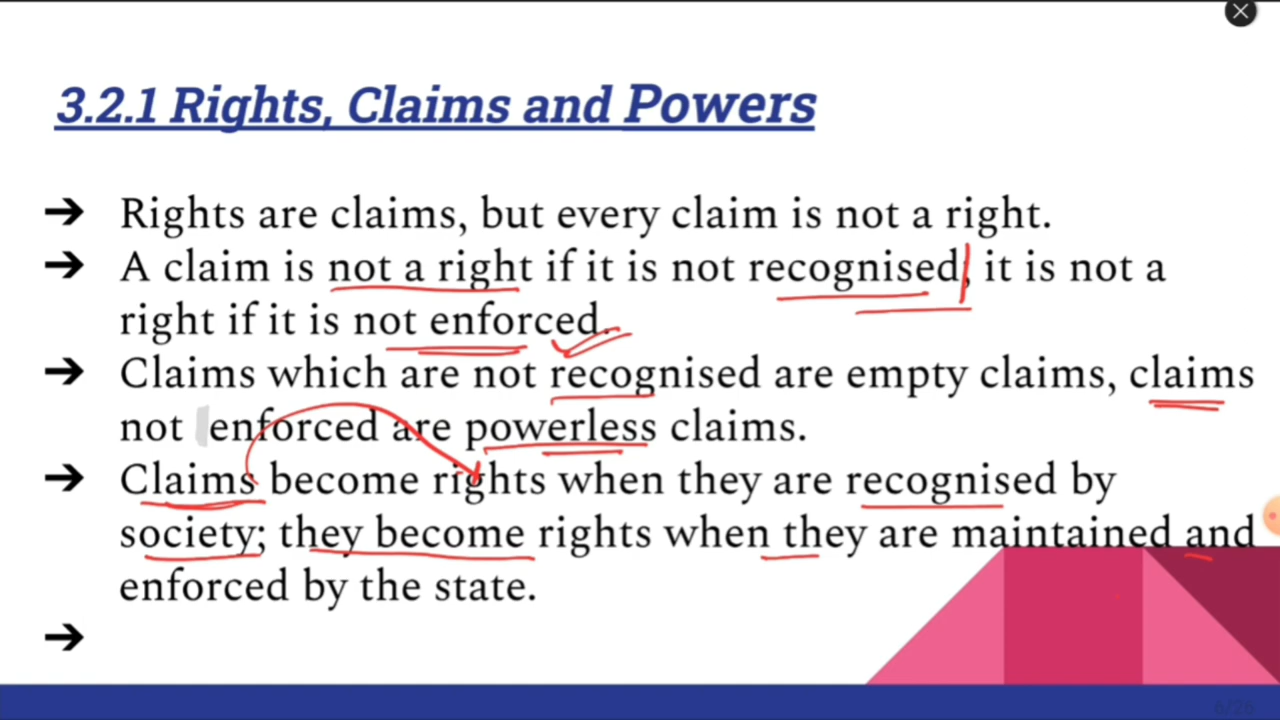 3.2.1 Rights, Claims and Powers
➔ Rights are claims, but every claim is not a right.
➔ A claim is not a right if it is not recognised, it is not a
right if it is not enforced.
➔ Claims which are not recognised are empty claims, claims
not enforced are powerless claims.
➔ Claims become rights when they are recognised by
society; they become rights when they are maintained and
enforced by the state.
➔
6/26